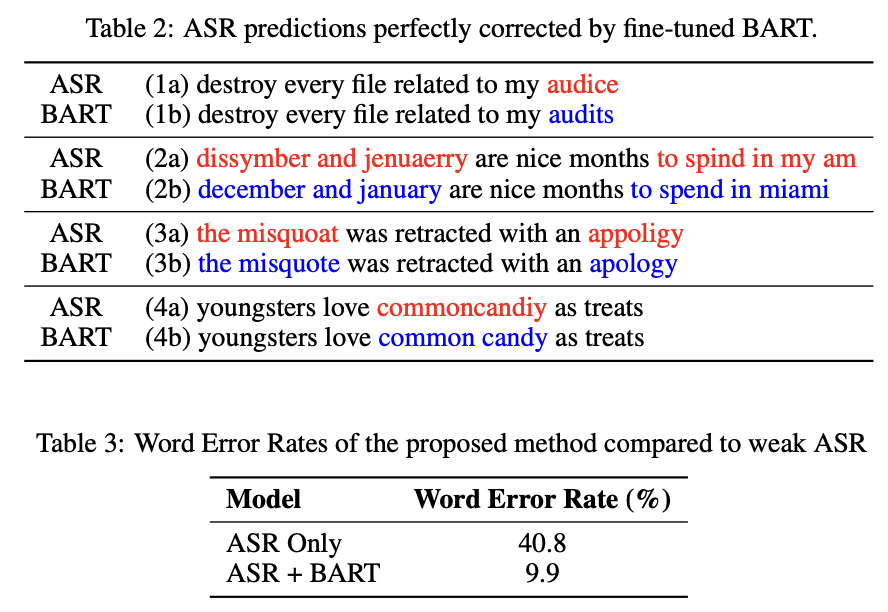 Table 2: ASR predictions perfectly corrected by fine-tuned BART.
ASR (1a) destroy every file related to my audice
BART (1b) destroy every file related to my audits
ASR (2a) dissymber and jenuaerry are nice months to spind in my am
BART (2b) december and january are nice months to spend in miami
ASR (3a) the misquoat was retracted with an appoligy
BART (3b) the misquote was retracted with an apology
ASR (4a) youngsters love commoncandiy as treats
BART (4b) youngsters love common candy as treats
Table 3: Word Error Rates of the proposed method compared to weak ASR
Model Word Error Rate (%)
ASR Only 40.8
ASR + BART 9.9